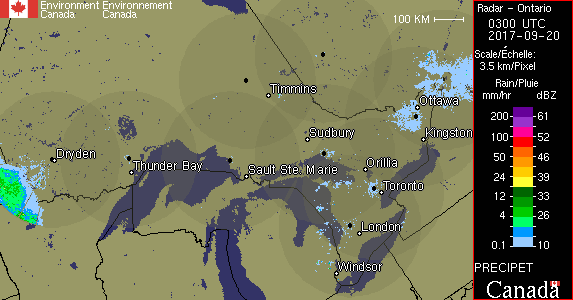 Environment Environnement
Canada Canada
100 KM
Timmins
Ottawa
Sudbury
Kingston
Dryden
Thunder Bay
Sault Ste. Marie
Orillia
Toronto
London
Windsor
Radar - Ontario
0300 UTC
2017-09-20
Scale/Échelle:
3.5 km/Pixel
Rain/Pluie
mm/hr dBZ
200 61
100 52
50 46
24 39
12 33
4 26
0.1 10
PRECIPET
Canada